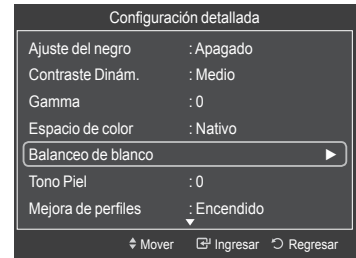 Configuración detallada
Ajuste del negro : Apagado
Contraste Dinám. : Medio
Gamma : 0
Espacio de color : Nativo
Balanceo de blanco ►
Tono Piel : 0
Mejora de perfiles : Encendido
Mover Ingresar Regresar